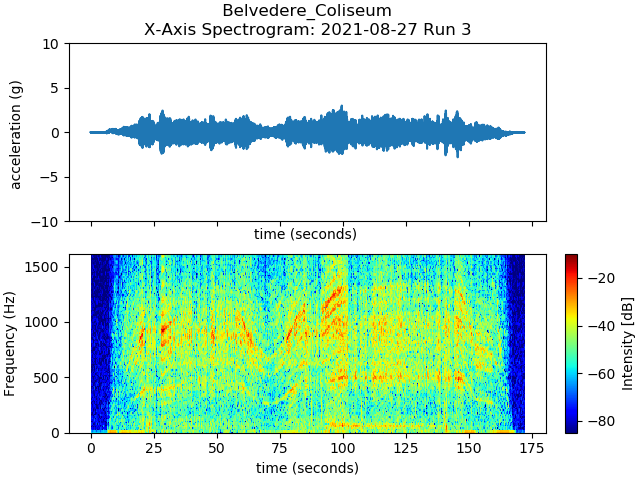 Belvedere_Coliseum
X-Axis Spectrogram: 2021-08-27 Run 3
10
5
0
−5
−10
acceleration (g)
time (seconds)
1500
1000
500
0
Frequency (Hz)
0 25 50 75 100 125 150 175
time (seconds)
−20
−40
−60
−80
Intensity [dB]